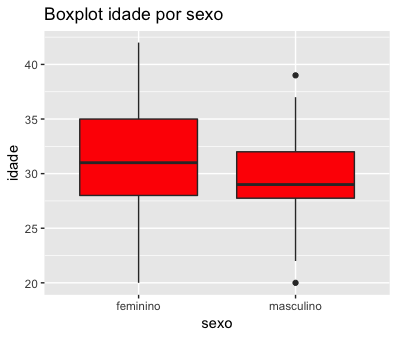 Boxplot idade por sexo
40
35
30
25
20
idade
feminino masculino
sexo